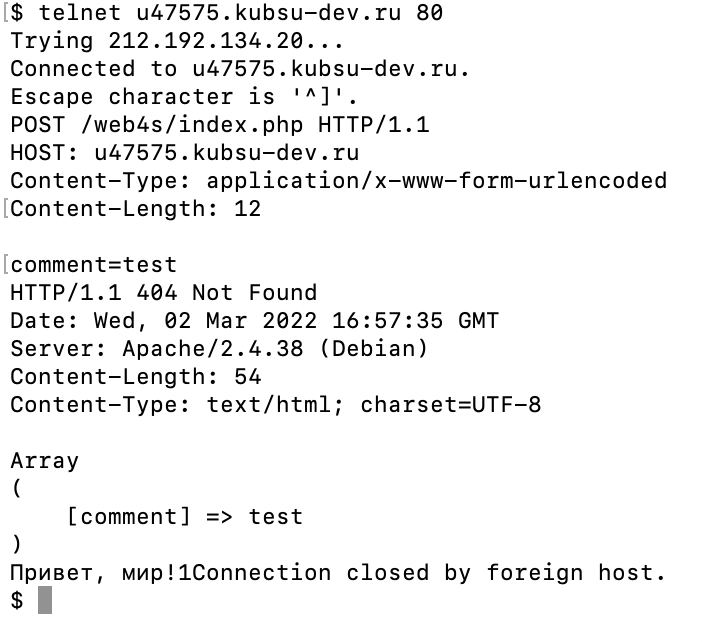 $ telnet u47575.kubsu-dev.ru 80
Trying 212.192.134.20...
Connected to u47575.kubsu-dev.ru.
Escape character is '^]'.
POST /web4s/index.php HTTP/1.1
HOST: u47575.kubsu-dev.ru
Content-Type: application/x-www-form-urlencoded
Content-Length: 12

comment=test
HTTP/1.1 404 Not Found
Date: Wed, 02 Mar 2022 16:57:35 GMT
Server: Apache/2.4.38 (Debian)
Content-Length: 54
Content-Type: text/html; charset=UTF-8

Array
(
    [comment] => test
)
Привет, мир!1Connection closed by foreign host.
$